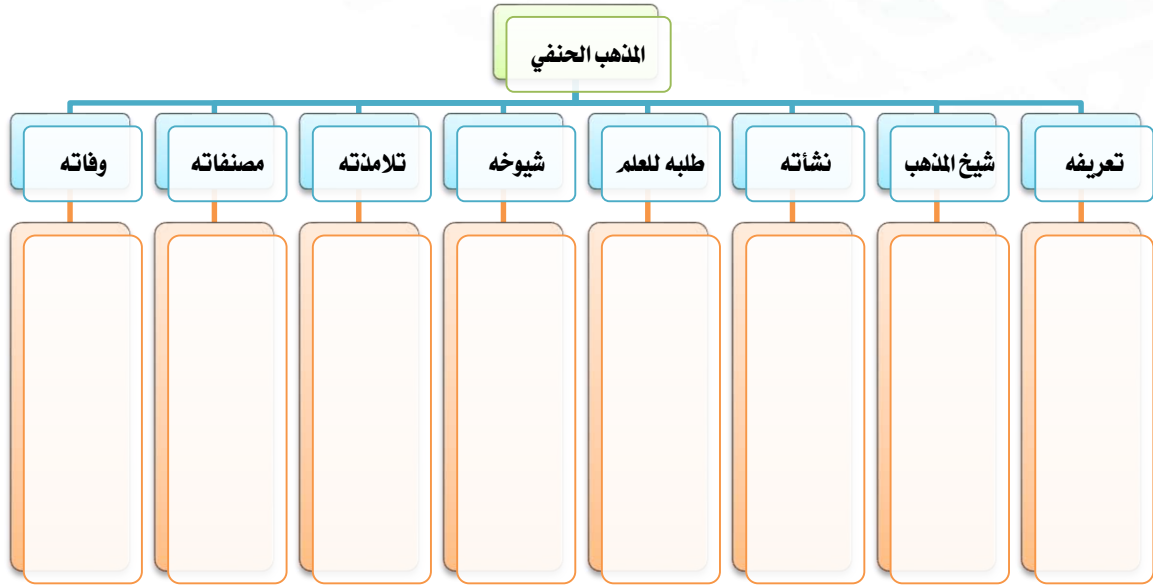 المذهب الحنفي
تعريفه
شيخ المذهب
نشأته
طلبه للعلم
شيوخه
تلامذته
مصنفاته
وفاته